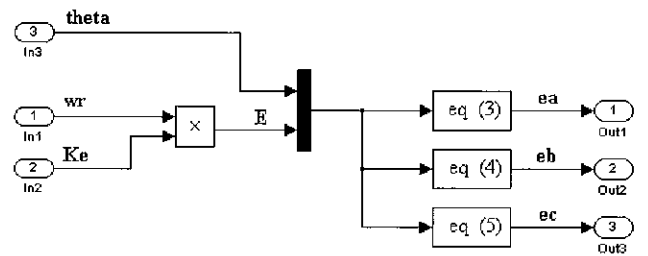 theta
3
In3
wr
1
In1
Ke
2
In2
×
E
eq (3)
ea
1
Out1
eq (4)
eb
2
Out2
eq (5)
ec
3
Out3